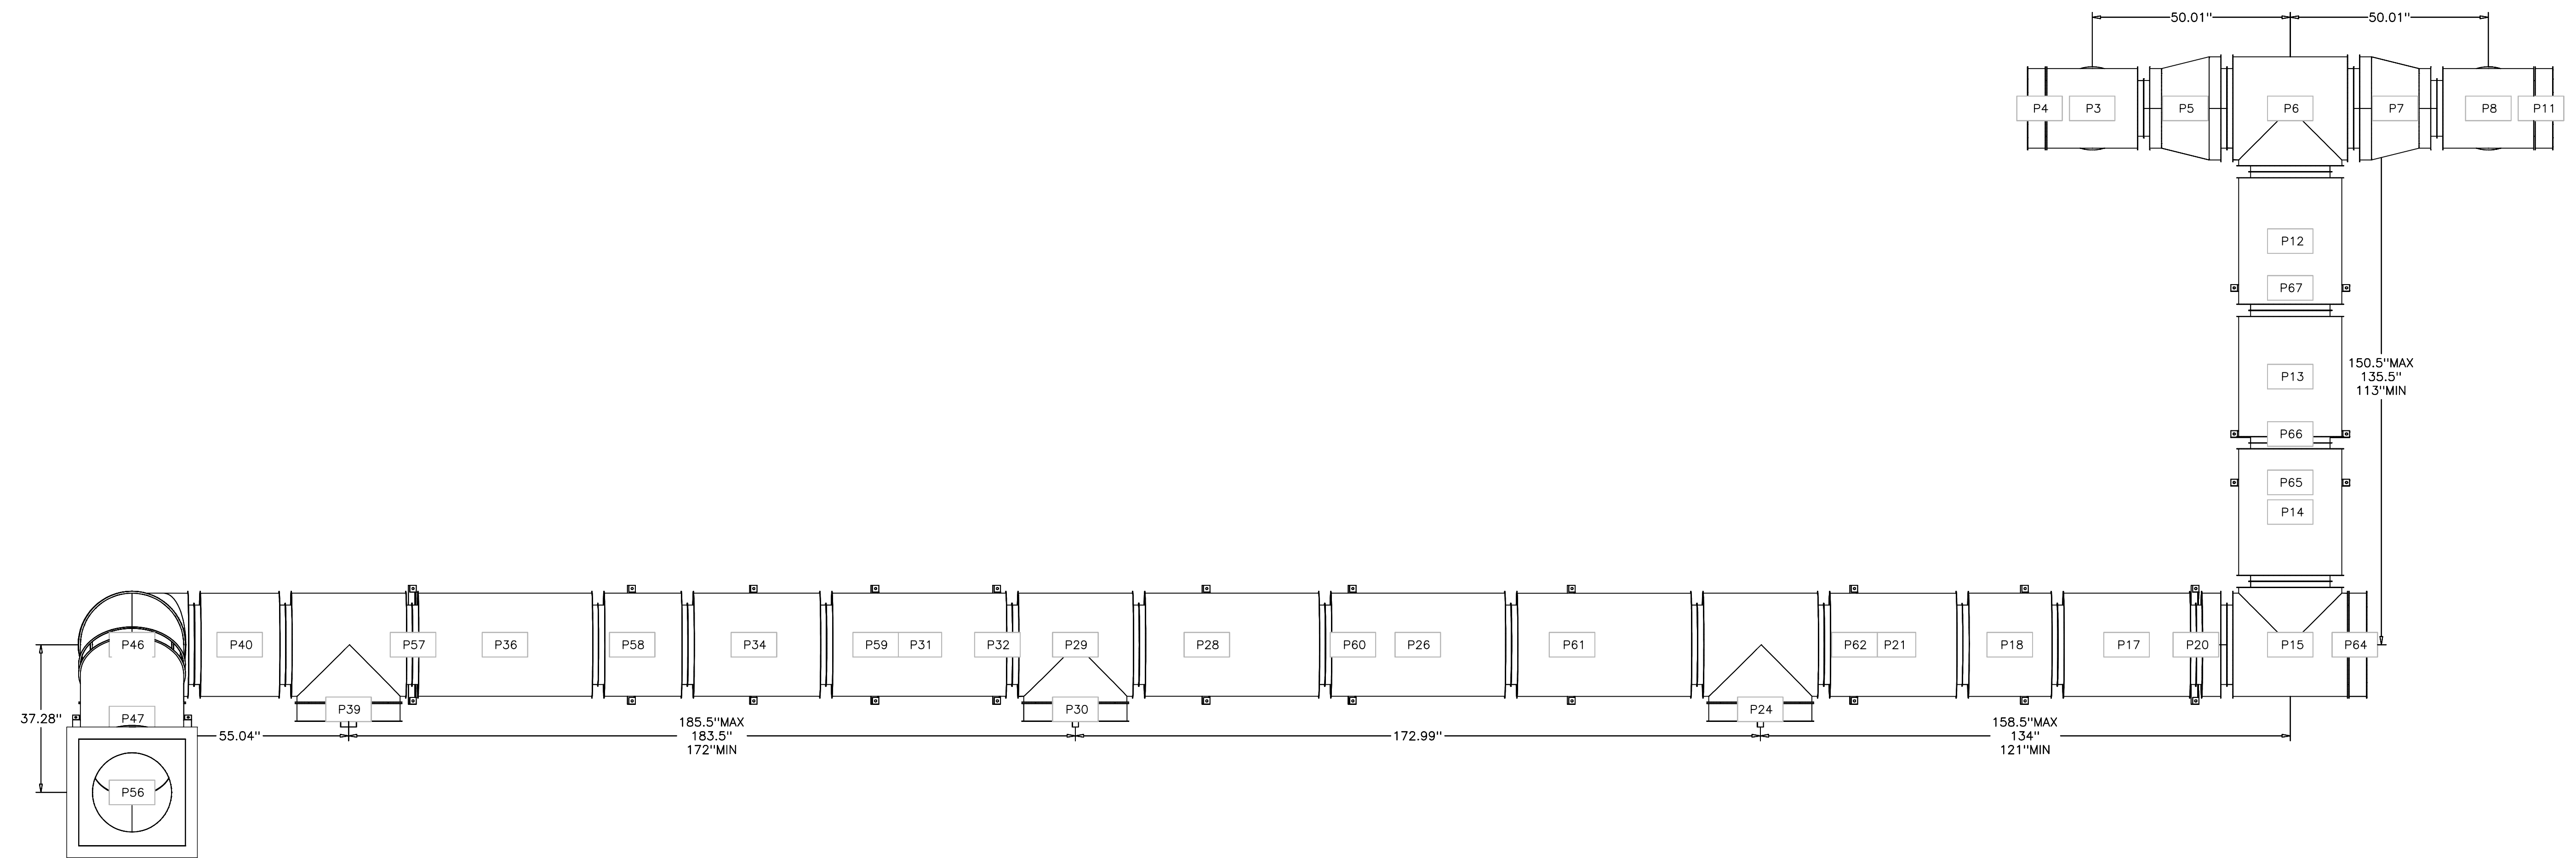 50.01" 50.01"
P4 P3 P5 P6 P7 P8 P11
P12
P67
150.5"MAX
135.5"
113"MIN
P13
P66
P65
P14
P46 P40 P57 P36 P58 P34 P59 P31 P32 P29 P28 P60 P26 P61 P62 P21 P18 P17 P20 P15 P64
P39 P30 P24
37.28" P47
55.04"
185.5"MAX
183.5"
172"MIN
172.99"
158.5"MAX
134"
121"MIN
P56